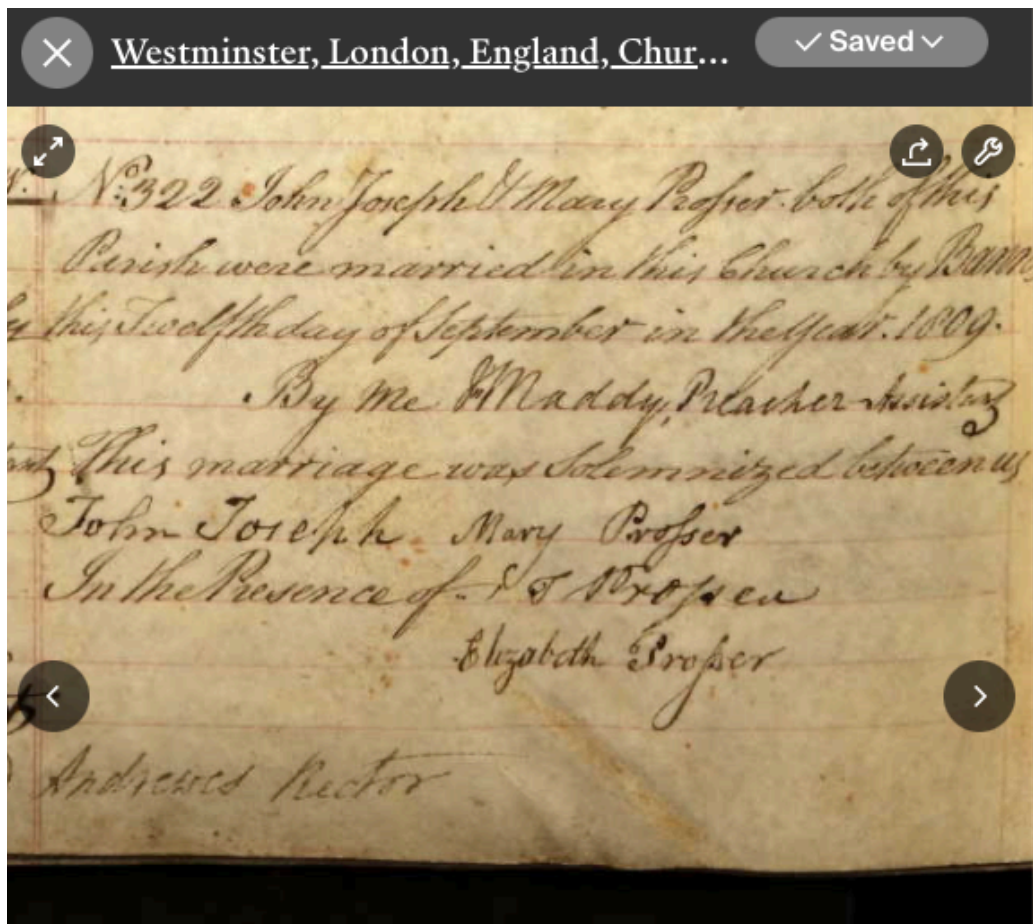 Westminster, London, England, Chur...
Saved
No. 322 John Joseph & Mary Prosser both of this
Parish were married in this Church by Bann
this Twelfth day of September in the Year 1809.
By Me Maddy, Preacher Assistant
This marriage was Solemnized between us
John Joseph Mary Prosser
In the Presence of T Prosser
Elizabeth Prosser
Andrewes Rector